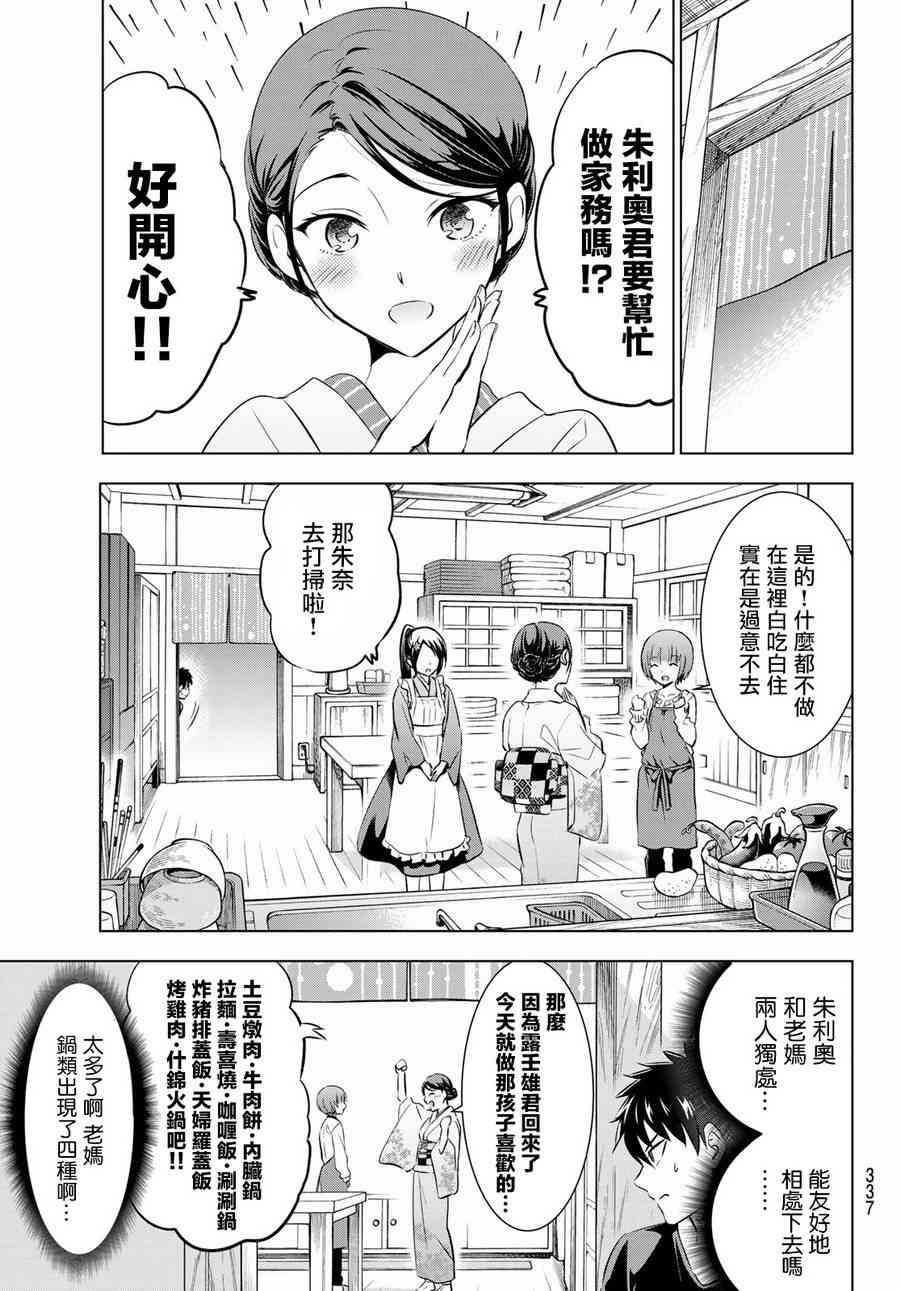 朱利奧君要幫忙
做家務嗎!?
好開心!!
是的！什麼都不做
在這裡白吃白住
實在是過意不去
那朱奈
去打掃啦！
朱利奧
和老媽
兩人獨處…
能友好地
相處下去嗎
……
那麼
因為露壬雄君回來了
今天就做那孩子喜歡的…
土豆燉肉·牛肉餅·內臟鍋
拉麵·壽喜燒·咖喱飯·涮涮鍋
炸豬排蓋飯·天婦羅蓋飯
烤雞肉·什錦火鍋吧!!
太多了啊 老媽
鍋類出現了四種啊…
337